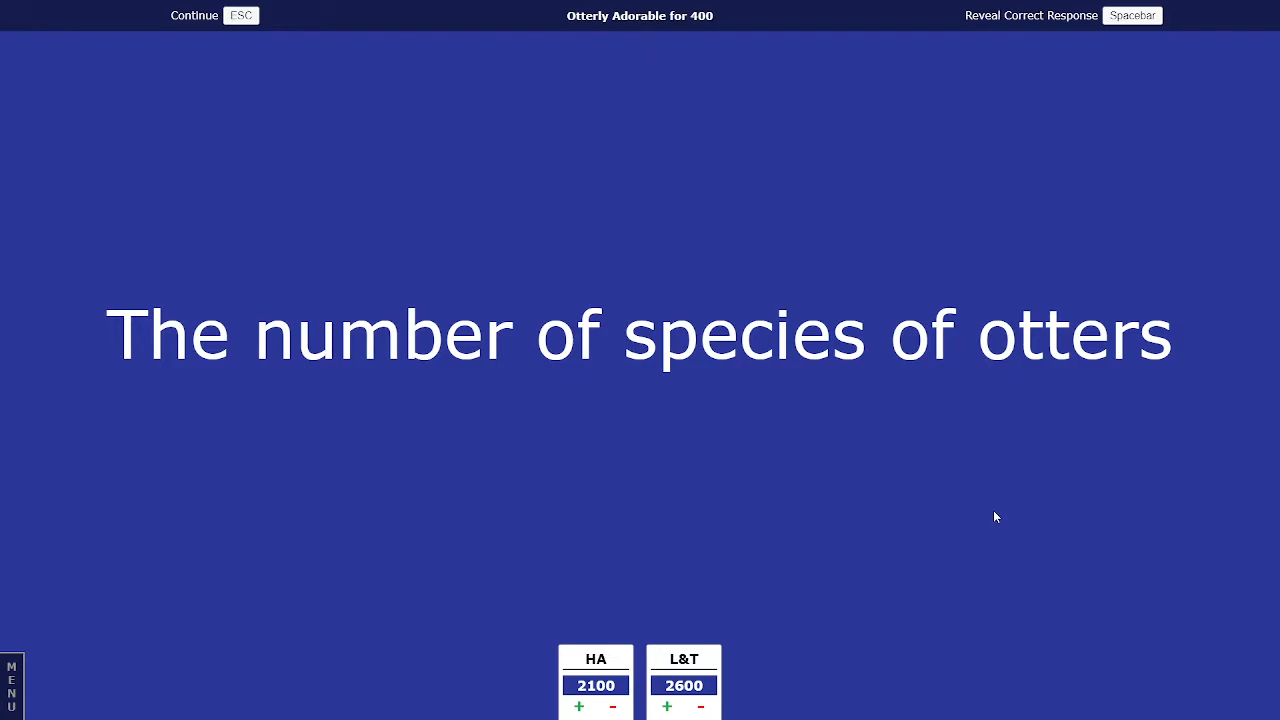 Continue ESC
Otterly Adorable for 400
Reveal Correct Response Spacebar
The number of species of otters
MENU
HA
2100
+ -
L&T
2600
+ -